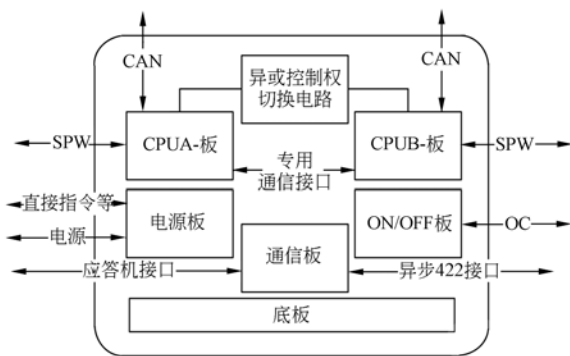 CAN
CAN
异或控制权
切换电路
SPW
CPUA-板
专用
通信接口
CPUB-板
SPW
直接指令等
电源
电源板
ON/OFF板
OC
应答机接口
通信板
异步422接口
底板